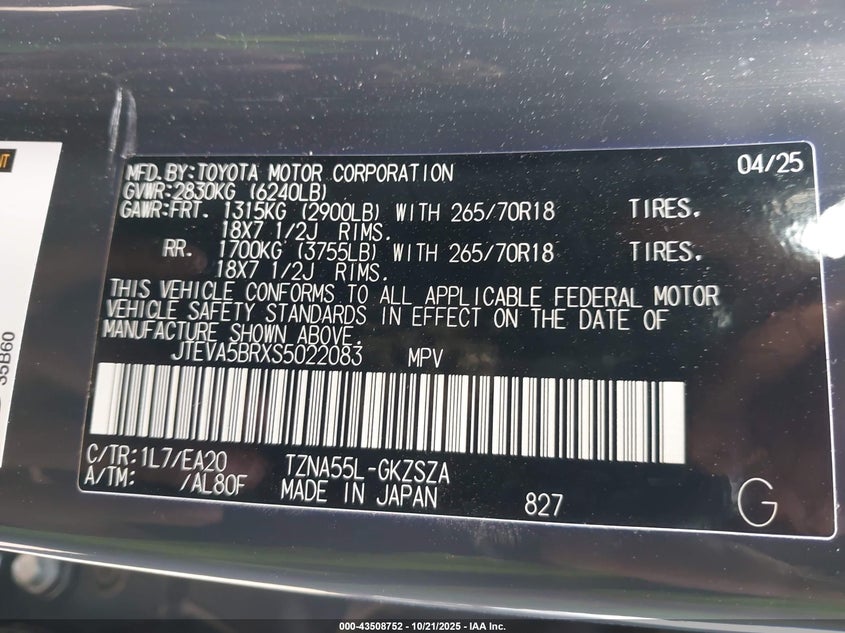 NT
35B60
MFD.BY:TOYOTA MOTOR CORPORATION 04/25
GVWR:2830KG (6240LB)
GAWR:FRT. 1315KG (2900LB) WITH 265/70R18 TIRES.
18X7 1/2J RIMS.
RR. 1700KG (3755LB) WITH 265/70R18 TIRES.
18X7 1/2J RIMS.
THIS VEHICLE CONFORMS TO ALL APPLICABLE FEDERAL MOTOR
VEHICLE SAFETY STANDARDS IN EFFECT ON THE DATE OF
MANUFACTURE SHOWN ABOVE.
JTEVA5BRXS5022083 MPV
C/TR:1L7/EA20 TZNA55L-GKZSZA
A/TM: /AL80F MADE IN JAPAN 827 G
000-43508752 - 10/21/2025 - IAA Inc.